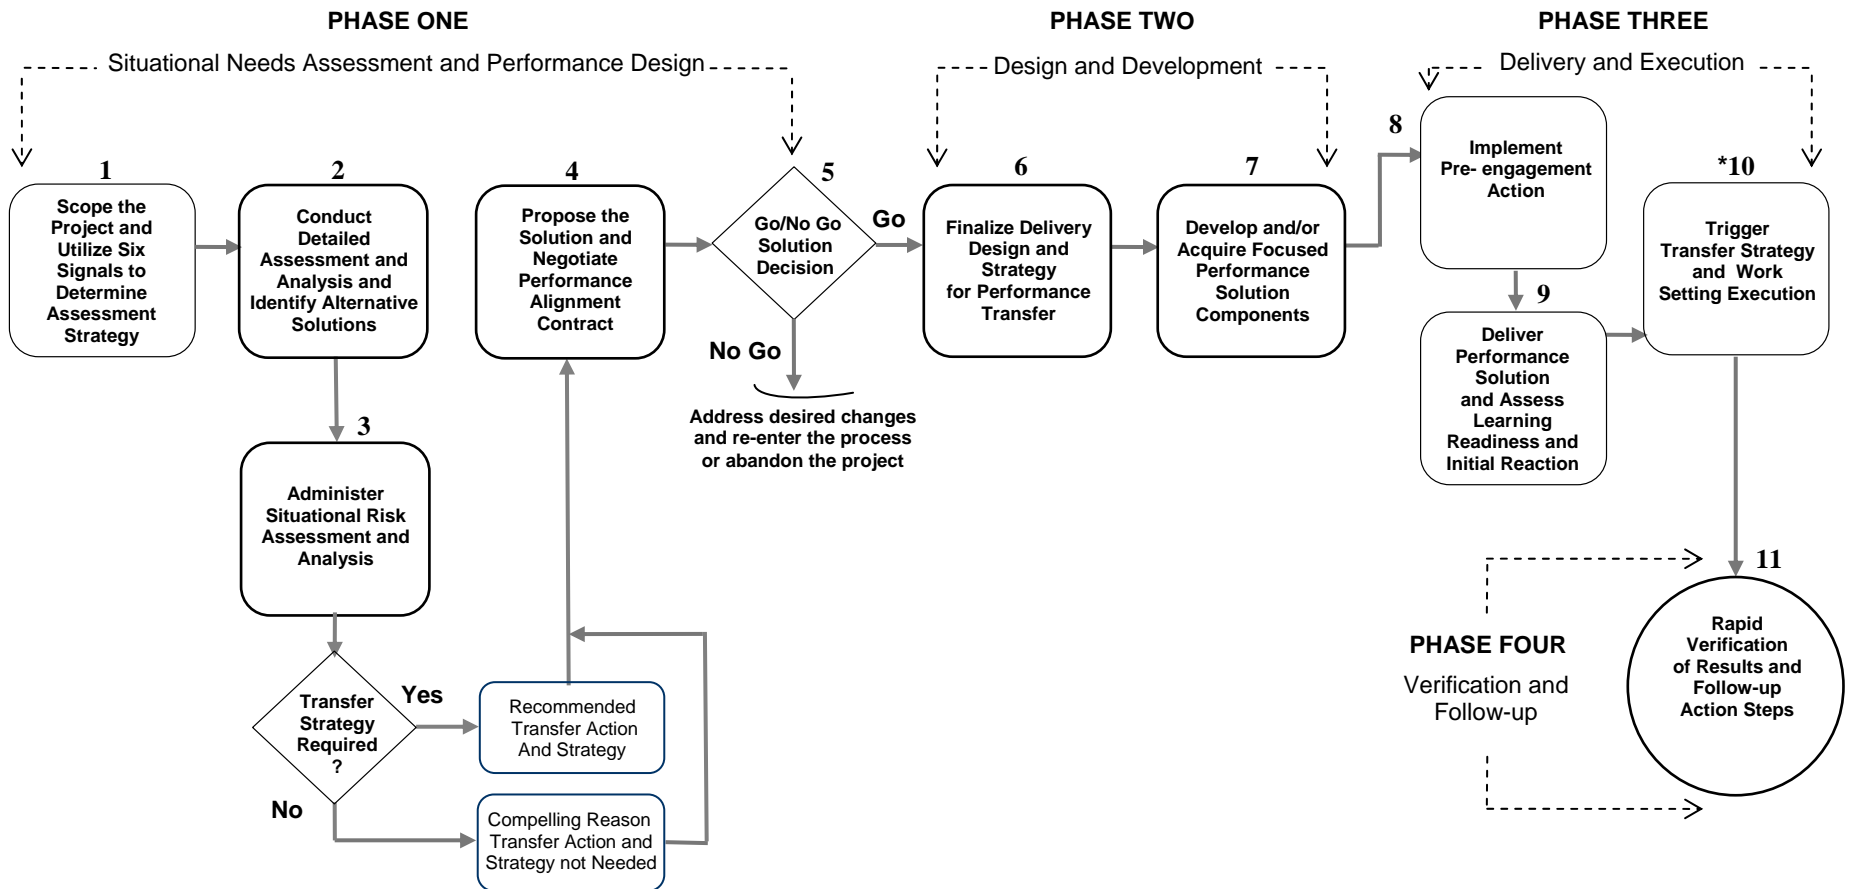 PHASE ONE
Situational Needs Assessment and Performance Design
PHASE TWO
Design and Development
PHASE THREE
Delivery and Execution
1
Scope the
Project and
Utilize Six
Signals to
Determine
Assessment
Strategy
2
Conduct
Detailed
Assessment and
Analysis and
Identify Alternative
Solutions
3
Administer
Situational Risk
Assessment and
Analysis
Transfer
Strategy
Required
?
Yes
No
Recommended
Transfer Action
And Strategy
Compelling Reason
Transfer Action and
Strategy not Needed
4
Propose the
Solution and
Negotiate
Performance
Alignment
Contract
5
Go/No Go
Solution
Decision
Go
No Go
Address desired changes
and re-enter the process
or abandon the project
6
Finalize Delivery
Design and
Strategy
for Performance
Transfer
7
Develop and/or
Acquire Focused
Performance
Solution
Components
8
Implement
Pre- engagement
Action
9
Deliver
Performance
Solution
and Assess
Learning
Readiness and
Initial Reaction
*10
Trigger
Transfer Strategy
and Work
Setting Execution
PHASE FOUR
Verification and
Follow-up
11
Rapid
Verification
of Results and
Follow-up
Action Steps